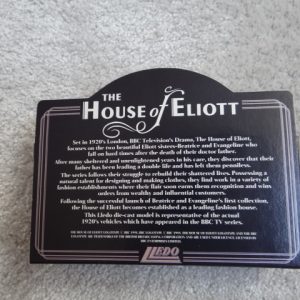 THE
HOUSE of ELIOTT
Set in 1920's London, BBC Television's Drama, The House of Eliott,
focuses on the two beautiful Eliott sisters-Beatrice and Evangeline who
fall on hard times after the death of their doctor father.
After many sheltered and unenlightened years in his care, they discover that their
father has been leading a double life and has left them penniless.
The series follows their struggle to rebuild their shattered lives. Possessing a
natural talent for designing and making clothes, they find work in a variety of
fashion establishments where their flair soon earns them recognition and wins
orders from wealthy and influential customers.
Following the successful launch of Beatrice and Evangeline's first collection,
the House of Eliott becomes established as a leading fashion house.
This Lledo die-cast model is representative of the actual
1920's vehicles which have appeared in the BBC TV series.
LLEDO